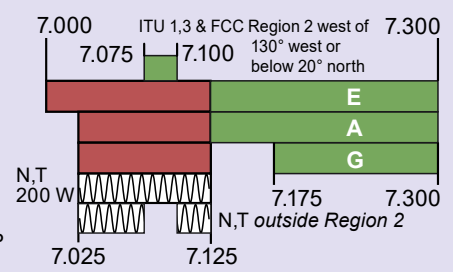 7.000 ITU 1,3 & FCC Region 2 west of 7.300
7.075 7.100 130° west or
below 20° north
E
A
G
N,T
200 W
7.175 7.300
N,T outside Region 2
7.025 7.125